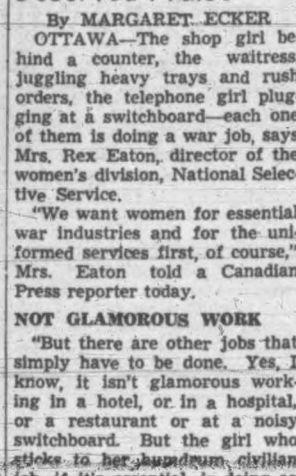 By MARGARET ECKER
OTTAWA—The shop girl be
hind a counter, the waitress
juggling heavy trays and rush
orders, the telephone girl plug
ging at a switchboard—each one
of them is doing a war job, says
Mrs. Rex Eaton, director of the
women's division, National Selec
tive Service.
"We want women for essential
war industries and for the uni
formed services first, of course,"
Mrs. Eaton told a Canadian
Press reporter today.
NOT GLAMOROUS WORK
"But there are other jobs that
simply have to be done. Yes, I
know, it isn't glamorous work
ing in a hotel, or in a hospital,
or a restaurant or at a noisy
switchboard. But the girl who
sticks to her humdrum civilian